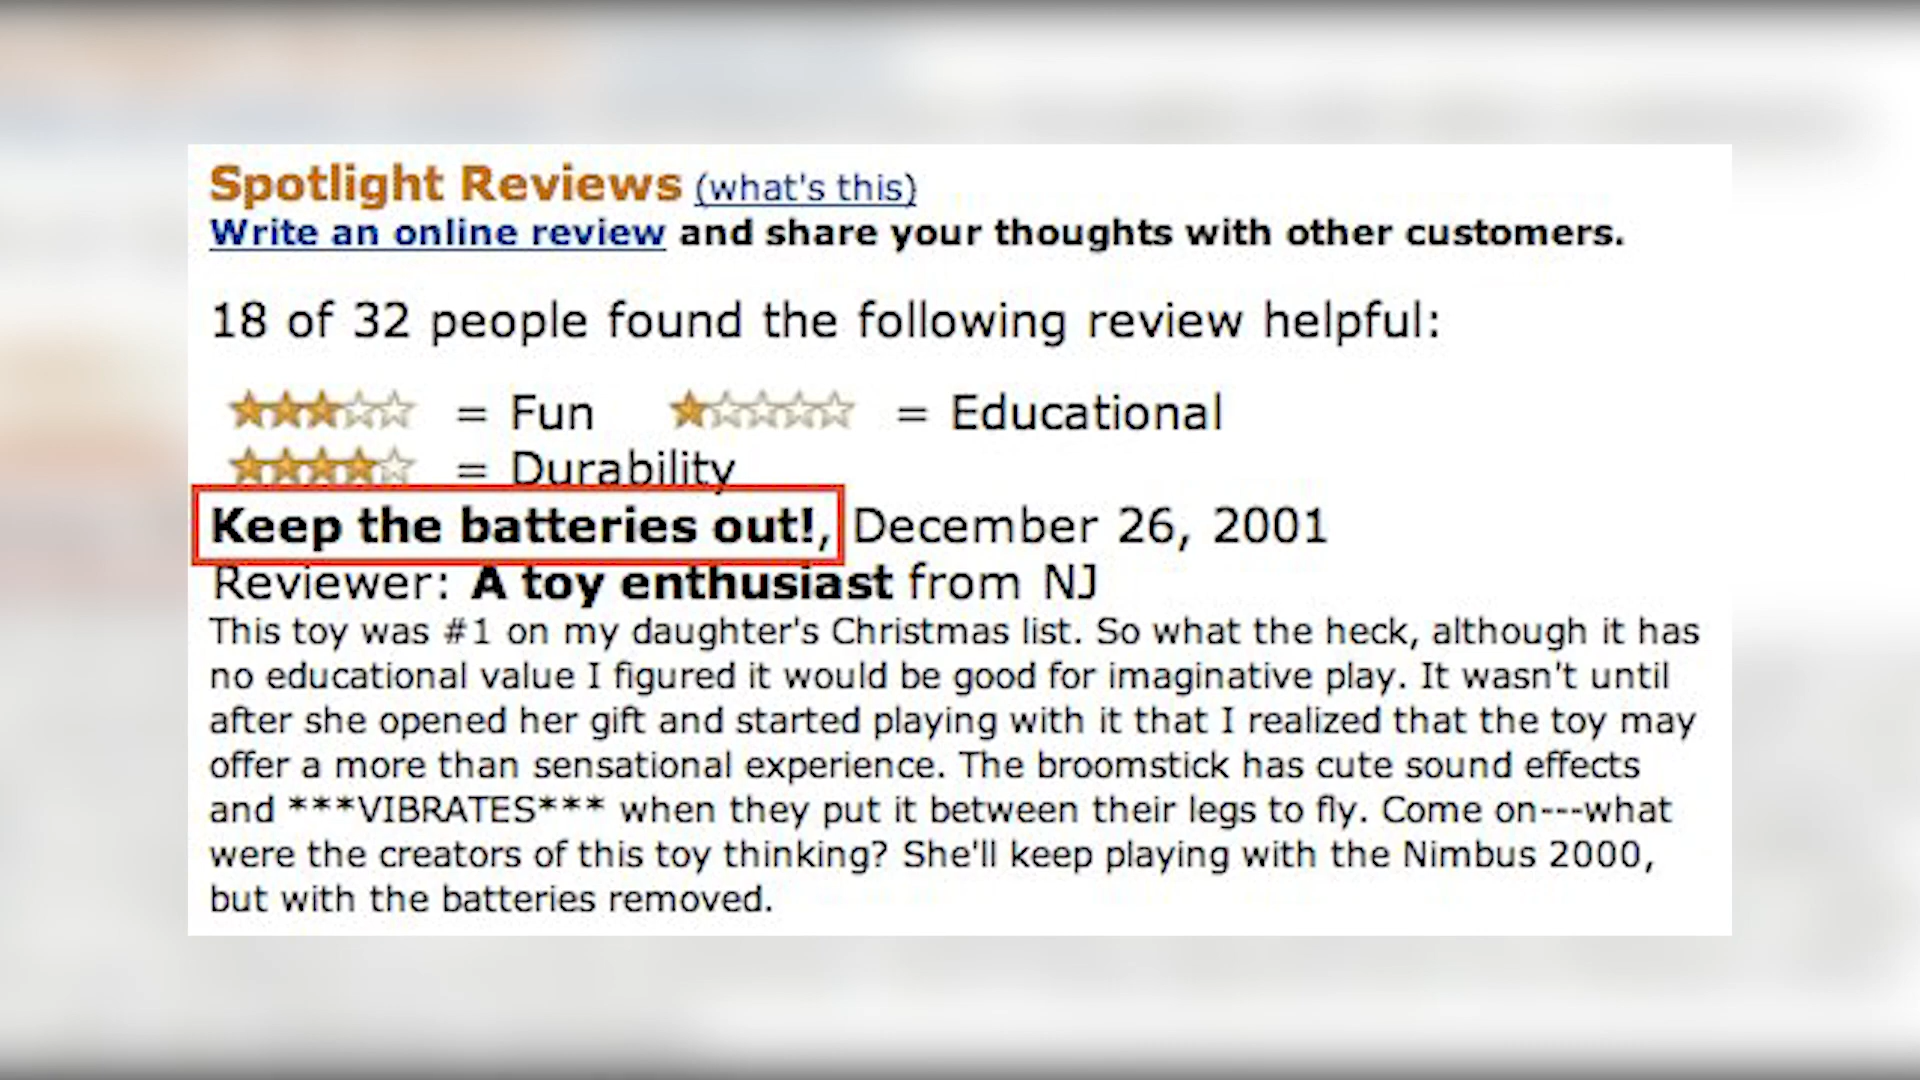 Spotlight Reviews (what's this)
Write an online review and share your thoughts with other customers.
18 of 32 people found the following review helpful:
= Fun = Educational
= Durability
Keep the batteries out!, December 26, 2001
Reviewer: A toy enthusiast from NJ
This toy was #1 on my daughter's Christmas list. So what the heck, although it has
no educational value I figured it would be good for imaginative play. It wasn't until
after she opened her gift and started playing with it that I realized that the toy may
offer a more than sensational experience. The broomstick has cute sound effects
and ***VIBRATES*** when they put it between their legs to fly. Come on---what
were the creators of this toy thinking? She'll keep playing with the Nimbus 2000,
but with the batteries removed.